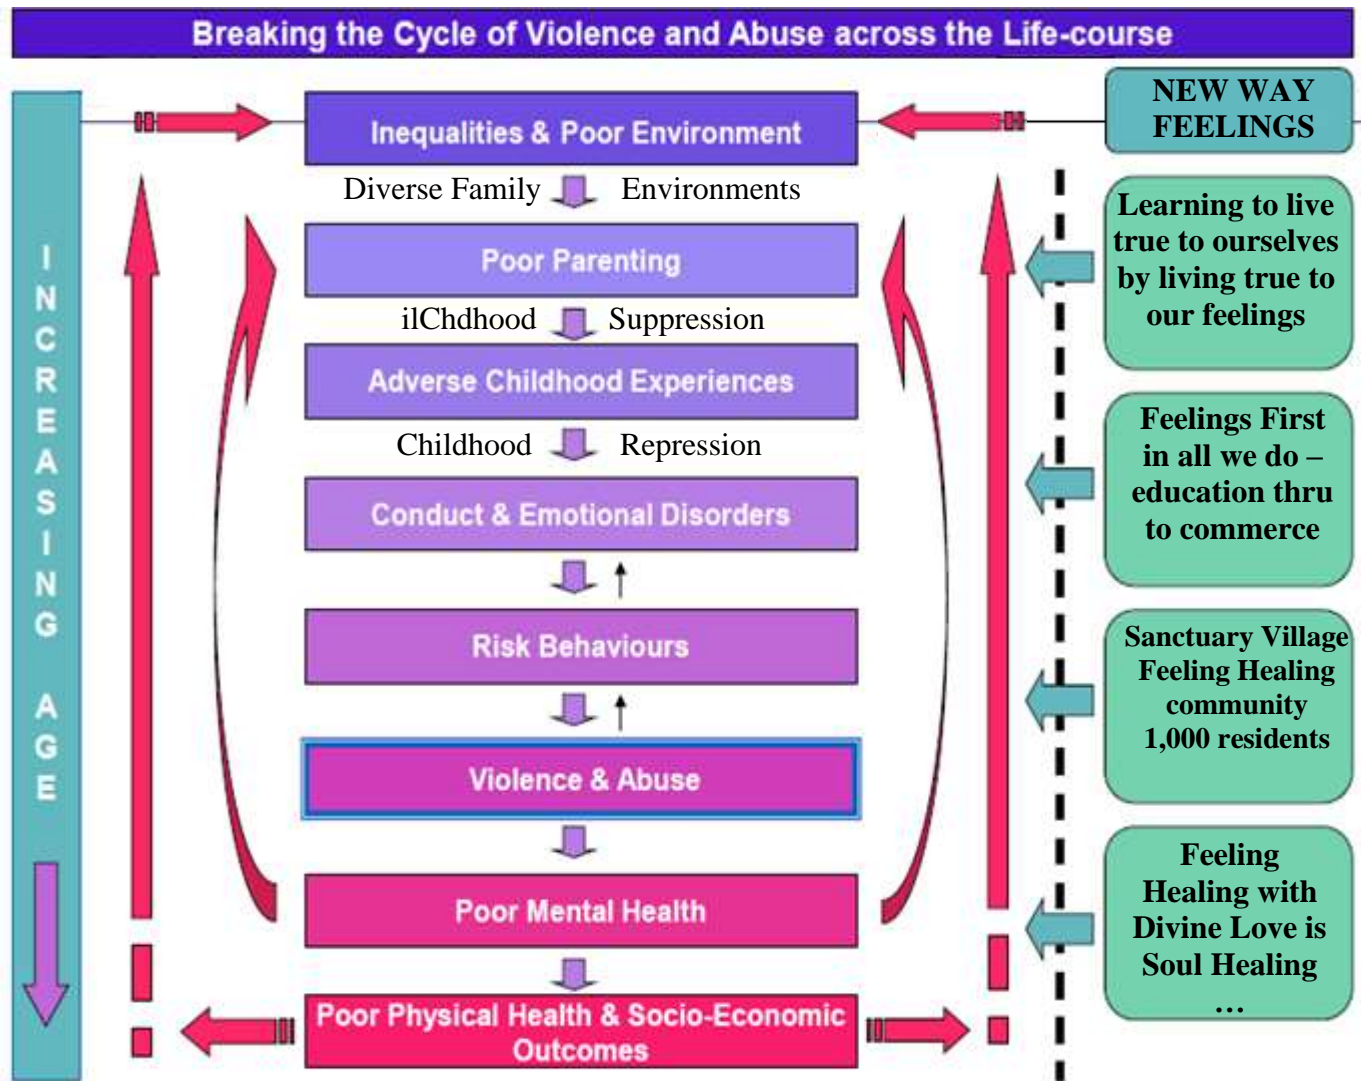 Breaking the Cycle of Violence and Abuse across the Life-course
INCREASING AGE
Inequalities & Poor Environment
Diverse Family Environments
Poor Parenting
ilChdhood Suppression
Adverse Childhood Experiences
Childhood Repression
Conduct & Emotional Disorders
Risk Behaviours
Violence & Abuse
Poor Mental Health
Poor Physical Health & Socio-Economic
Outcomes
NEW WAY
FEELINGS
Learning to live
true to ourselves
by living true to
our feelings
Feelings First
in all we do –
education thru
to commerce
Sanctuary Village
Feeling Healing
community
1,000 residents
Feeling
Healing with
Divine Love is
Soul Healing
…